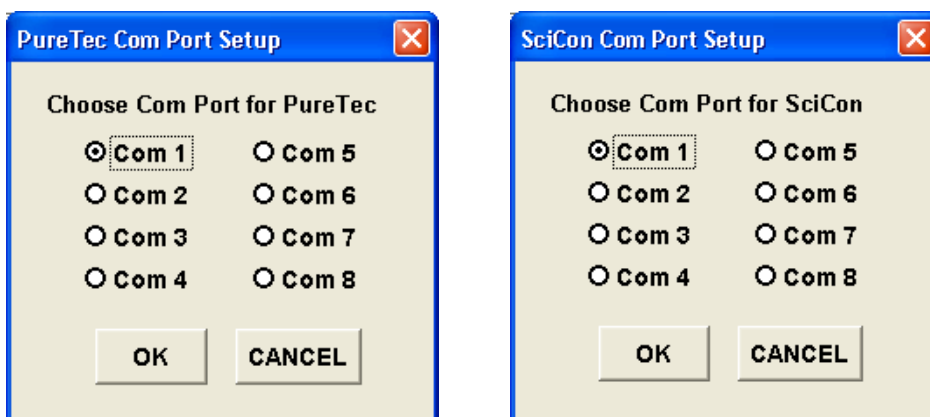 PureTec Com Port Setup
Choose Com Port for PureTec
Com 1 Com 5
Com 2 Com 6
Com 3 Com 7
Com 4 Com 8
OK CANCEL
SciCon Com Port Setup
Choose Com Port for SciCon
Com 1 Com 5
Com 2 Com 6
Com 3 Com 7
Com 4 Com 8
OK CANCEL